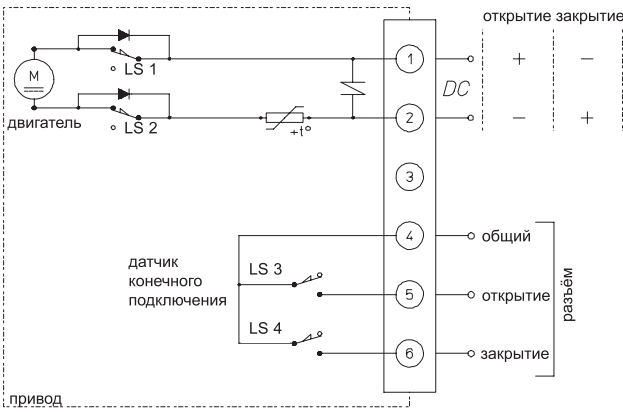 открытие закрытие
M
LS 1
1
DC
+
−
двигатель
LS 2
+t°
2
−
+
3
4
общий
датчик
конечного
подключения
LS 3
5
открытие
разъём
LS 4
6
закрытие
привод